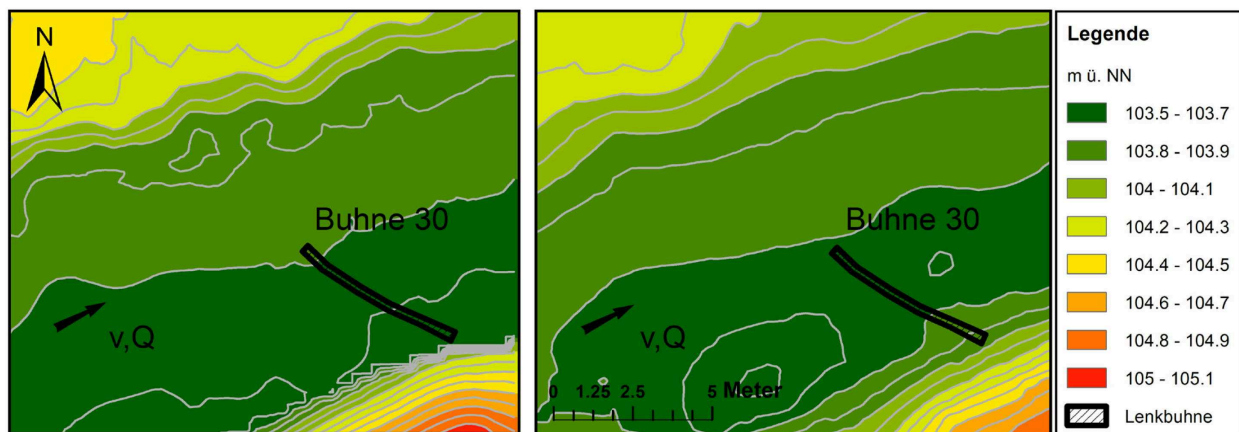 N
Buhne 30
v,Q
Buhne 30
v,Q
0 1.25 2.5 5 Meter
Legende
m ü. NN
103.5 - 103.7
103.8 - 103.9
104 - 104.1
104.2 - 104.3
104.4 - 104.5
104.6 - 104.7
104.8 - 104.9
105 - 105.1
Lenkbuhne